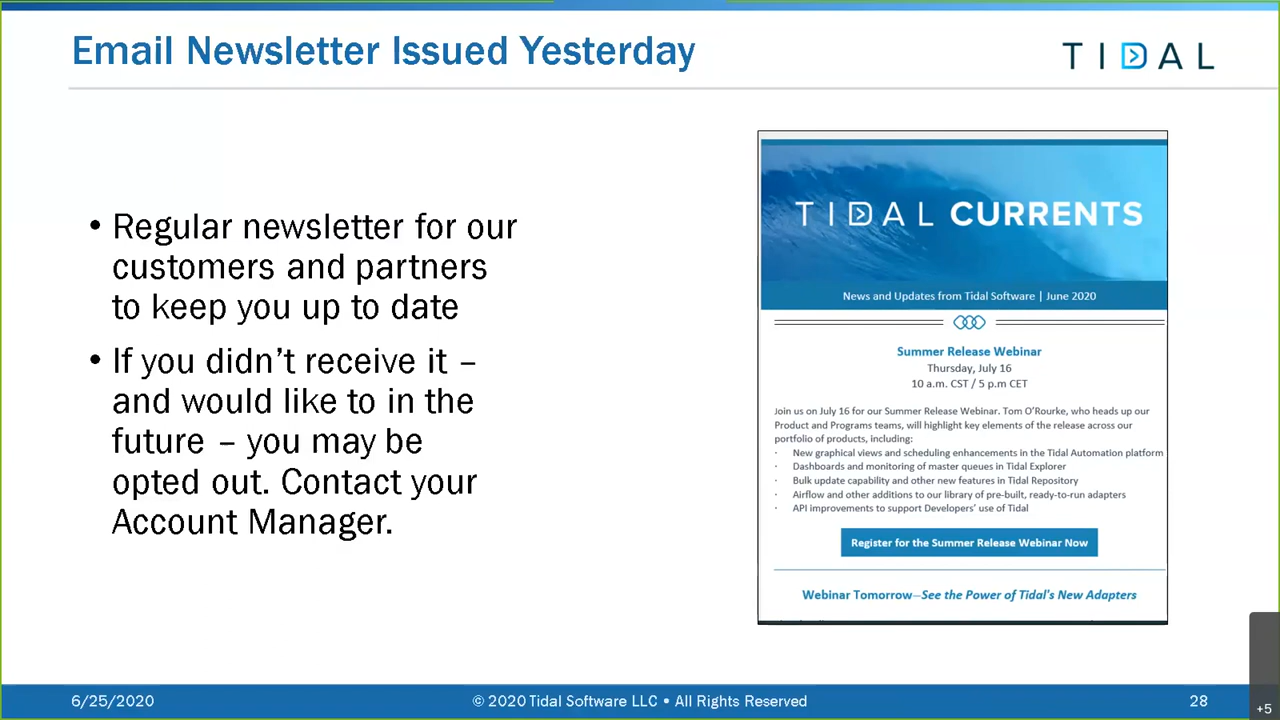 Email Newsletter Issued Yesterday
TIDAL
• Regular newsletter for our
customers and partners
to keep you up to date
• If you didn't receive it –
and would like to in the
future – you may be
opted out. Contact your
Account Manager.
TIDAL CURRENTS
News and Updates from Tidal Software | June 2020
Summer Release Webinar
Thursday, July 16
10 a.m. CST / 5 p.m CET
Join us on July 16 for our Summer Release Webinar. Tom O'Rourke, who heads up our
Product and Programs teams, will highlight key elements of the release across our
portfolio of products, including:
· New graphical views and scheduling enhancements in the Tidal Automation platform
· Dashboards and monitoring of master queues in Tidal Explorer
· Bulk update capability and other new features in Tidal Repository
· Airflow and other additions to our library of pre-built, ready-to-run adapters
· API improvements to support Developers' use of Tidal
Register for the Summer Release Webinar Now
Webinar Tomorrow—See the Power of Tidal's New Adapters
6/25/2020
© 2020 Tidal Software LLC • All Rights Reserved
28
+5